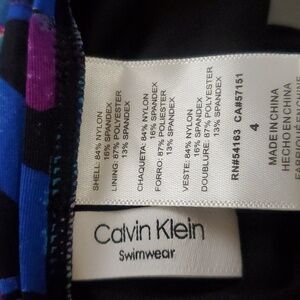 SHELL: 84% NYLON
16% SPANDEX
LINING: 87% POLYESTER
13% SPANDEX
CHAQUETA: 84% NYLON
16% SPANDEX
FORRO: 87% POLIYESTER
13% SPANDEX
VESTE: 84% NYLON
16% SPANDEX
DOUBLURE: 87% POLYESTER
13% SPANDEX
RN#54163 CA#57151
4
MADE IN CHINA
HECHO EN CHINA
Calvin Klein
Swimwear